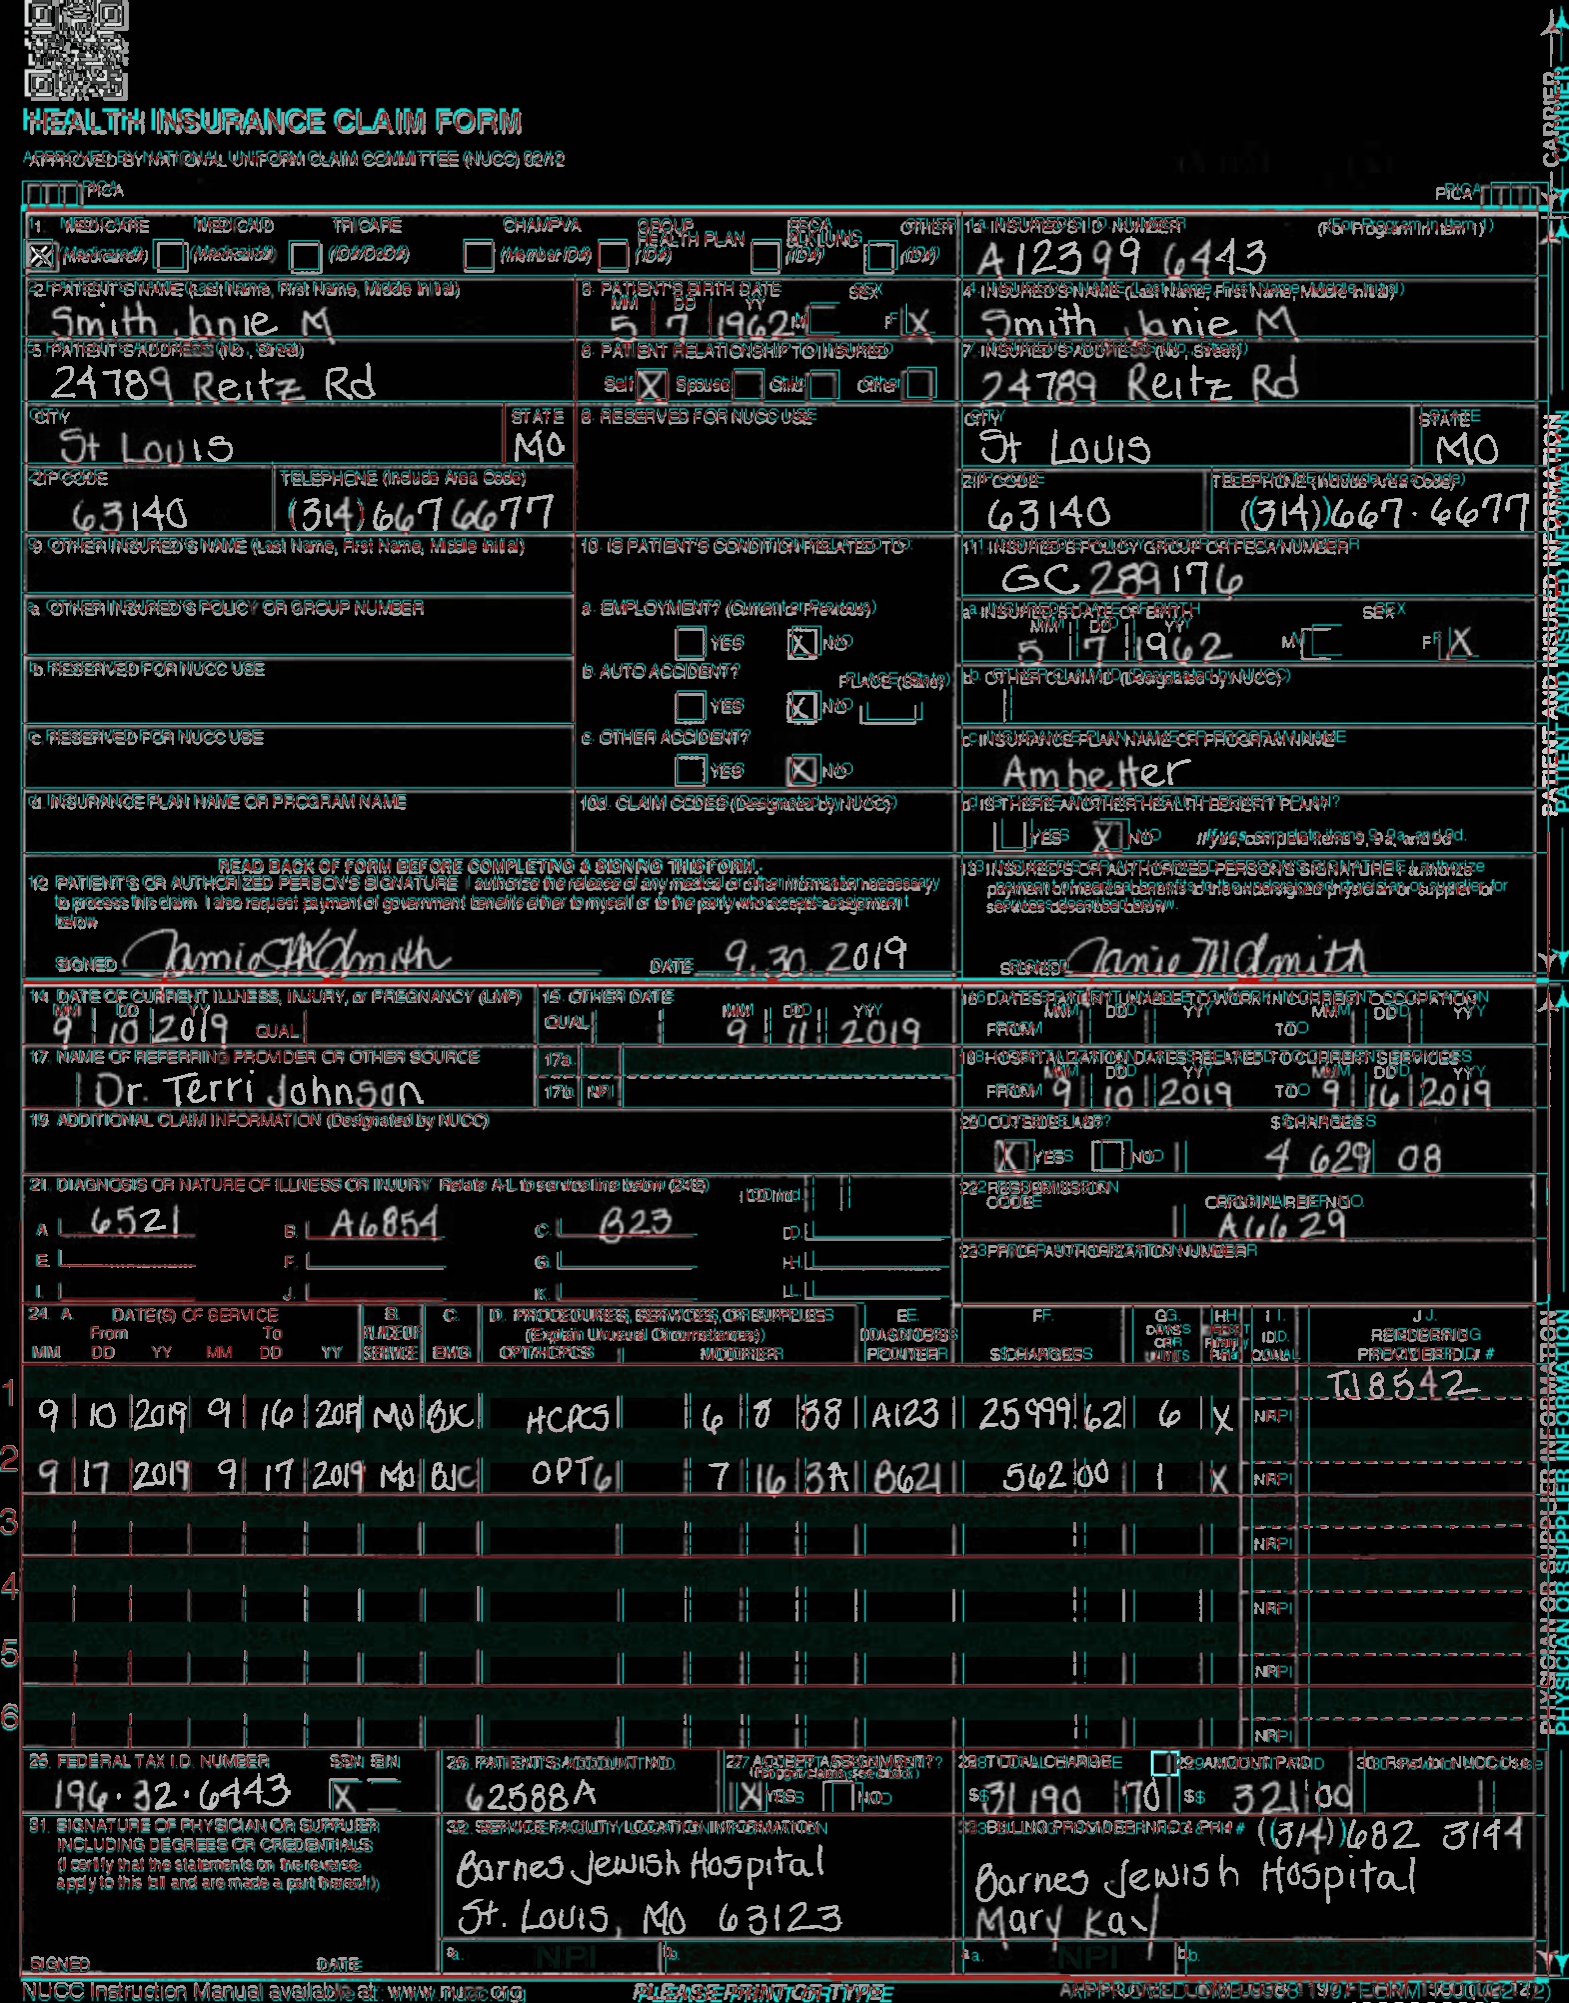 HEALTH INSURANCE CLAIM FORM
APPROVED BY NATIONAL UNIFORM CLAIM COMMITTEE (NUCC) 02/12
PICA
PICA
CARRIER
1. MEDICARE MEDICAID TRICARE CHAMPVA GROUP HEALTH PLAN FECA BLK LUNG OTHER
X (Medicare#) (Medicaid#) (ID#/DoD#) (Member ID#) (ID#) (ID#) (ID#)
1a. INSURED'S I.D. NUMBER (For Program in Item 1)
A12399 6443
2. PATIENT'S NAME (Last Name, First Name, Middle Initial)
Smith Janie M
3. PATIENT'S BIRTH DATE SEX
MM DD YY
5 7 1962 M F X
4. INSURED'S NAME (Last Name, First Name, Middle Initial)
Smith Janie M
5. PATIENT'S ADDRESS (No., Street)
24789 Reitz Rd
6. PATIENT RELATIONSHIP TO INSURED
Self X Spouse Child Other
7. INSURED'S ADDRESS (No., Street)
24789 Reitz Rd
CITY STATE
St Louis MO
8. RESERVED FOR NUCC USE
CITY STATE
St Louis MO
ZIP CODE TELEPHONE (Include Area Code)
63140 (314) 667 6677
ZIP CODE TELEPHONE (Include Area Code)
63140 (314) 667-6677
9. OTHER INSURED'S NAME (Last Name, First Name, Middle Initial)
10. IS PATIENT'S CONDITION RELATED TO:
11. INSURED'S POLICY GROUP OR FECA NUMBER
GC 289176
a. OTHER INSURED'S POLICY OR GROUP NUMBER
a. EMPLOYMENT? (Current or Previous)
YES X NO
a. INSURED'S DATE OF BIRTH SEX
MM DD YY
5 7 1962 M F X
b. RESERVED FOR NUCC USE
b. AUTO ACCIDENT? PLACE (State)
YES X NO
b. OTHER CLAIM ID (Designated by NUCC)
c. RESERVED FOR NUCC USE
c. OTHER ACCIDENT?
YES X NO
c. INSURANCE PLAN NAME OR PROGRAM NAME
Ambetter
d. INSURANCE PLAN NAME OR PROGRAM NAME
10d. CLAIM CODES (Designated by NUCC)
d. IS THERE ANOTHER HEALTH BENEFIT PLAN?
YES X NO If yes, complete items 9, 9a, and 9d.
READ BACK OF FORM BEFORE COMPLETING & SIGNING THIS FORM.
12. PATIENT'S OR AUTHORIZED PERSON'S SIGNATURE I authorize the release of any medical or other information necessary
to process this claim. I also request payment of government benefits either to myself or to the party who accepts assignment
below.
SIGNED Janie M Smith DATE 9.30.2019
13. INSURED'S OR AUTHORIZED PERSON'S SIGNATURE I authorize
payment of medical benefits to the undersigned physician or supplier for
services described below.
SIGNED Janie M Smith
PATIENT AND INSURED INFORMATION
14. DATE OF CURRENT ILLNESS, INJURY, or PREGNANCY (LMP)
MM DD YY
9 10 2019 QUAL.
15. OTHER DATE
QUAL. MM DD YY
9 11 2019
16. DATES PATIENT UNABLE TO WORK IN CURRENT OCCUPATION
MM DD YY MM DD YY
FROM TO
17. NAME OF REFERRING PROVIDER OR OTHER SOURCE
Dr. Terri Johnson
17a.
17b. NPI
18. HOSPITALIZATION DATES RELATED TO CURRENT SERVICES
MM DD YY MM DD YY
FROM 9 10 2019 TO 9 16 2019
19. ADDITIONAL CLAIM INFORMATION (Designated by NUCC)
20. OUTSIDE LAB? $ CHARGES
X YES NO 4 629 08
21. DIAGNOSIS OR NATURE OF ILLNESS OR INJURY Relate A-L to service line below (24E) ICD Ind.
A. 6521 B. A6854 C. B23 D.
E. F. G. H.
I. J. K. L.
22. RESUBMISSION CODE ORIGINAL REF. NO.
A6629
23. PRIOR AUTHORIZATION NUMBER
24. A. DATE(S) OF SERVICE B. C. D. PROCEDURES, SERVICES, OR SUPPLIES E. F. G. H. I. J.
From To PLACE OF (Explain Unusual Circumstances) DIAGNOSIS DAYS OR ID. RENDERING
MM DD YY MM DD YY SERVICE EMG CPT/HCPCS MODIFIER POINTER $ CHARGES UNITS QUAL. PROVIDER ID. #
TJ8542
1 9 10 2019 9 16 2019 MO BJC HCPCS 6 8 38 A123 25999 62 6 X NPI
2 9 17 2019 9 17 2019 MO BJC OPT6 7 16 3A B621 562 00 1 X NPI
3 NPI
4 NPI
5 NPI
6 NPI
25. FEDERAL TAX I.D. NUMBER SSN EIN
196-32-6443 X
26. PATIENT'S ACCOUNT NO.
62588A
27. ACCEPT ASSIGNMENT?
(For govt. claims, see back)
X YES NO
28. TOTAL CHARGE
$ 31190 70
29. AMOUNT PAID
$ 321 00
30. Rsvd for NUCC Use
31. SIGNATURE OF PHYSICIAN OR SUPPLIER
INCLUDING DEGREES OR CREDENTIALS
(I certify that the statements on the reverse
apply to this bill and are made a part thereof.)
SIGNED DATE
32. SERVICE FACILITY LOCATION INFORMATION
Barnes Jewish Hospital
St. Louis, MO 63123
a. NPI b.
33. BILLING PROVIDER INFO & PH # (314) 682 3144
Barnes Jewish Hospital
Mary Kay
a. NPI b.
PHYSICIAN OR SUPPLIER INFORMATION
NUCC Instruction Manual available at: www.nucc.org
PLEASE PRINT OR TYPE